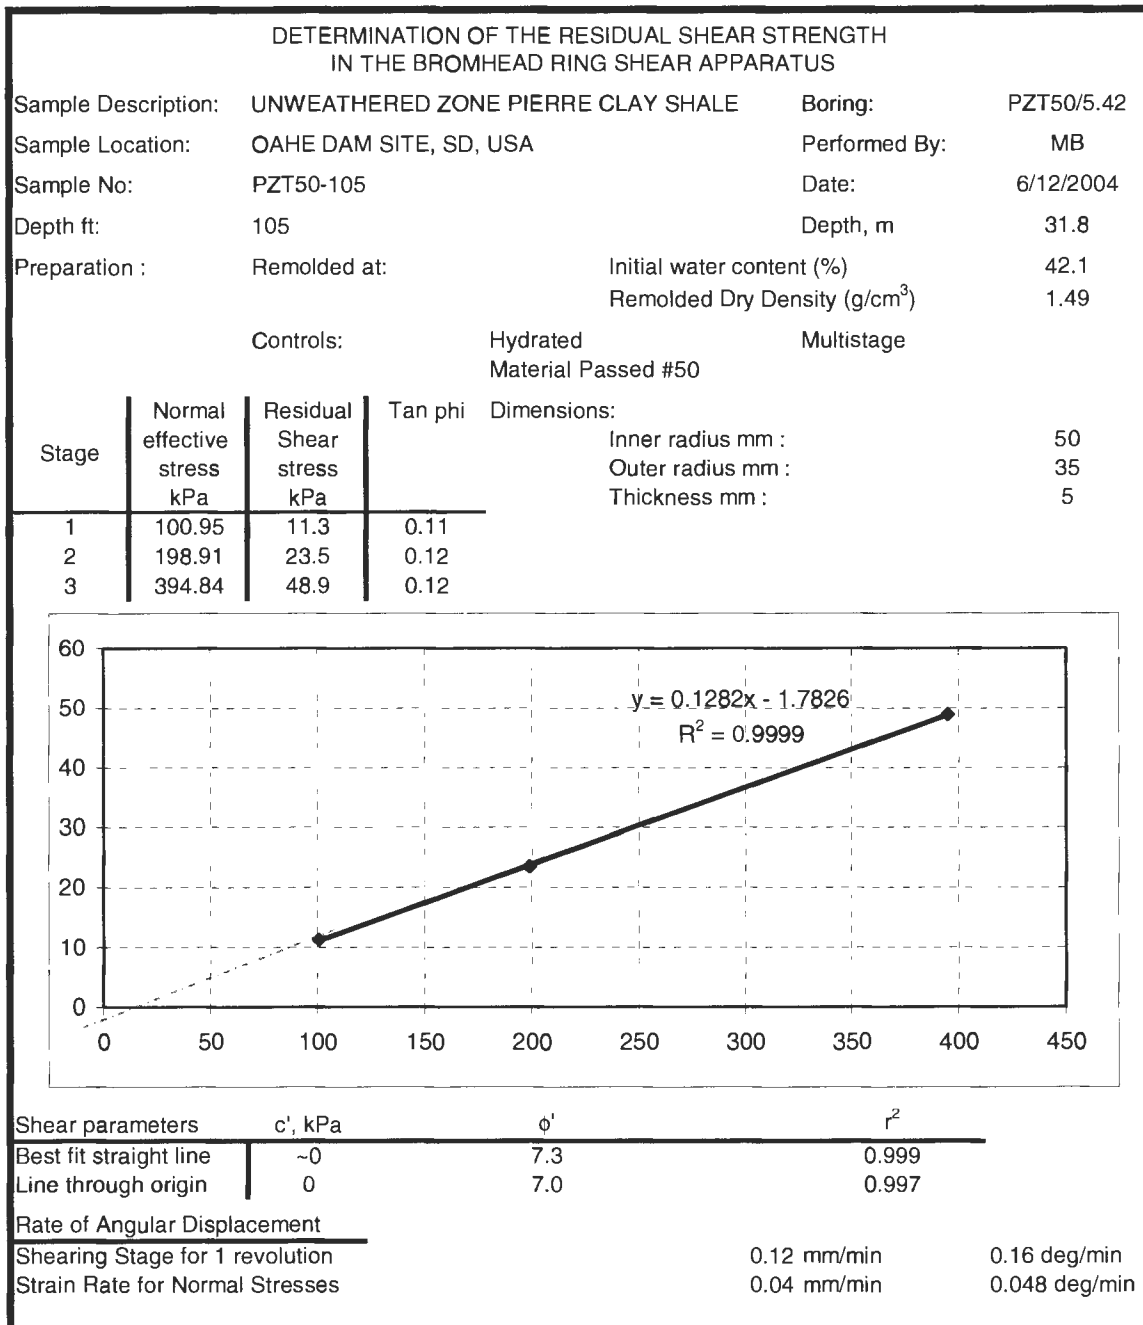 DETERMINATION OF THE RESIDUAL SHEAR STRENGTH
IN THE BROMHEAD RING SHEAR APPARATUS
Sample Description: UNWEATHERED ZONE PIERRE CLAY SHALE Boring: PZT50/5.42
Sample Location: OAHE DAM SITE, SD, USA Performed By: MB
Sample No: PZT50-105 Date: 6/12/2004
Depth ft: 105 Depth, m 31.8
Preparation : Remolded at: Initial water content (%) 42.1
Remolded Dry Density (g/cm³) 1.49
Controls: Hydrated Multistage
Material Passed #50
Stage Normal effective stress kPa Residual Shear stress kPa Tan phi
1 100.95 11.3 0.11
2 198.91 23.5 0.12
3 394.84 48.9 0.12
Dimensions:
Inner radius mm : 50
Outer radius mm : 35
Thickness mm : 5
60
50
40
30
20
10
0
y = 0.1282x - 1.7826
R² = 0.9999
0 50 100 150 200 250 300 350 400 450
Shear parameters c', kPa ϕ' r²
Best fit straight line ~0 7.3 0.999
Line through origin 0 7.0 0.997
Rate of Angular Displacement
Shearing Stage for 1 revolution 0.12 mm/min 0.16 deg/min
Strain Rate for Normal Stresses 0.04 mm/min 0.048 deg/min